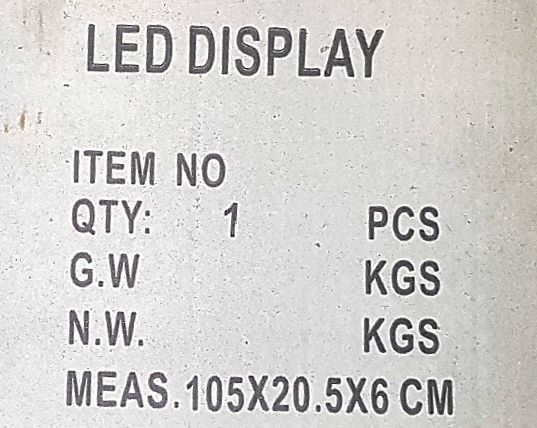 LED DISPLAY
ITEM NO
QTY: 1 PCS
G.W KGS
N.W. KGS
MEAS.105X20.5X6 CM